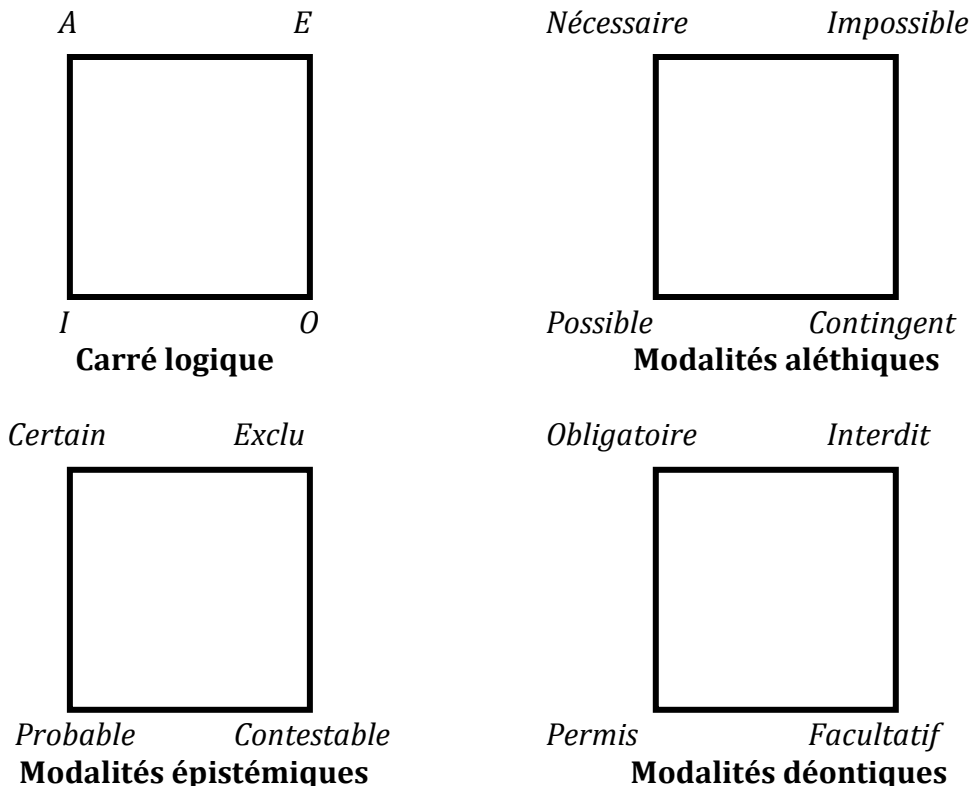 A E
Nécessaire Impossible
I O
Possible Contingent
Carré logique
Modalités aléthiques
Certain Exclu
Obligatoire Interdit
Probable Contestable
Permis Facultatif
Modalités épistémiques
Modalités déontiques